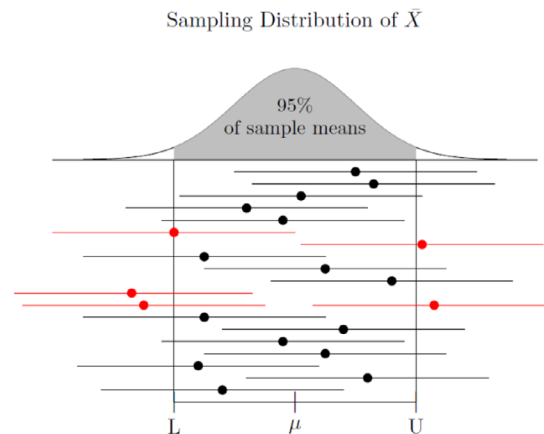 Sampling Distribution of X̄
95%
of sample means
L μ U